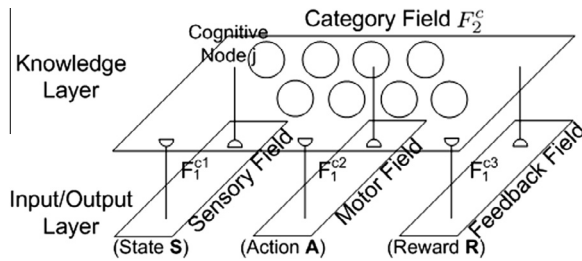 Category Field F₂ᶜ
Cognitive
Node j
Knowledge
Layer
F₁ᶜ¹
Sensory Field
F₁ᶜ²
Motor Field
F₁ᶜ³
Feedback Field
Input/Output
Layer
(State S)
(Action A)
(Reward R)